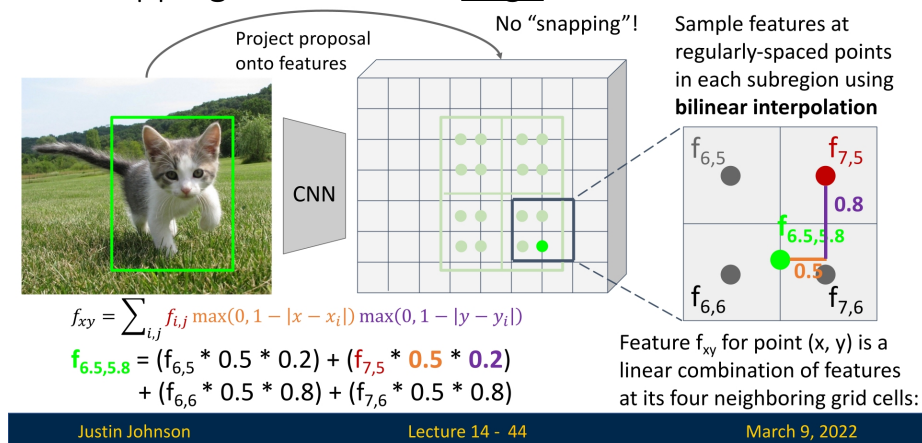 No “snapping”!
Project proposal
onto features
CNN
Sample features at
regularly-spaced points
in each subregion using
bilinear interpolation
f6,5
f7,5
0.8
f6.5,5.8
0.5
f6,6
f7,6
fxy = ∑i,j fi,j max(0, 1 − |x − xi|) max(0, 1 − |y − yi|)
f6.5,5.8 = (f6,5 * 0.5 * 0.2) + (f7,5 * 0.5 * 0.2)
+ (f6,6 * 0.5 * 0.8) + (f7,6 * 0.5 * 0.8)
Feature fxy for point (x, y) is a
linear combination of features
at its four neighboring grid cells:
Justin Johnson
Lecture 14 - 44
March 9, 2022